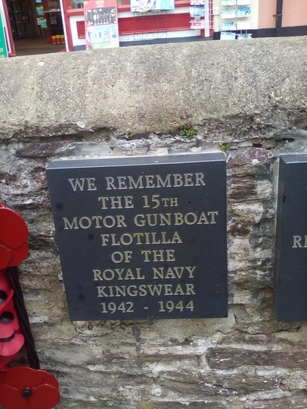 WE REMEMBER
THE 15TH
MOTOR GUNBOAT
FLOTILLA
OF THE
ROYAL NAVY
KINGSWEAR
1942 - 1944